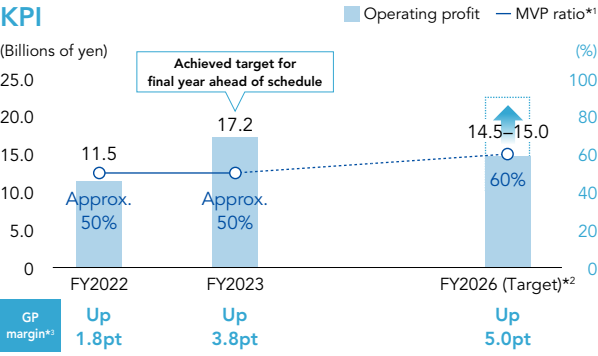 KPI
Operating profit
MVP ratio*1
(Billions of yen)
(%)
25.0
20.0
15.0
10.0
5.0
0
100
80
60
40
20
0
Achieved target for
final year ahead of schedule
11.5
17.2
14.5–15.0
Approx.
50%
Approx.
50%
60%
FY2022
FY2023
FY2026 (Target)*2
GP
margin*3
Up
1.8pt
Up
3.8pt
Up
5.0pt